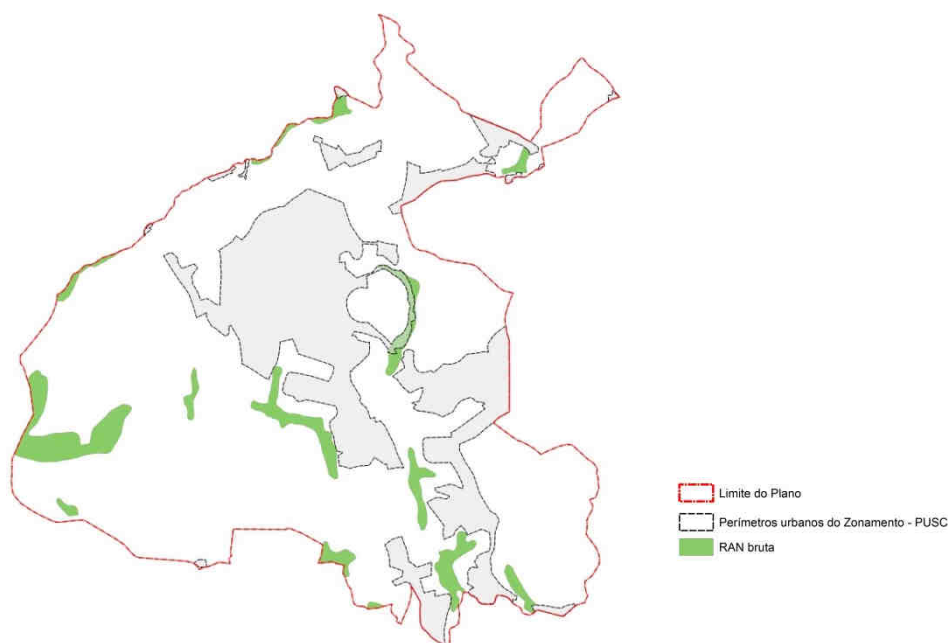 Limite do Plano
Perímetros urbanos do Zonamento - PUSC
RAN bruta